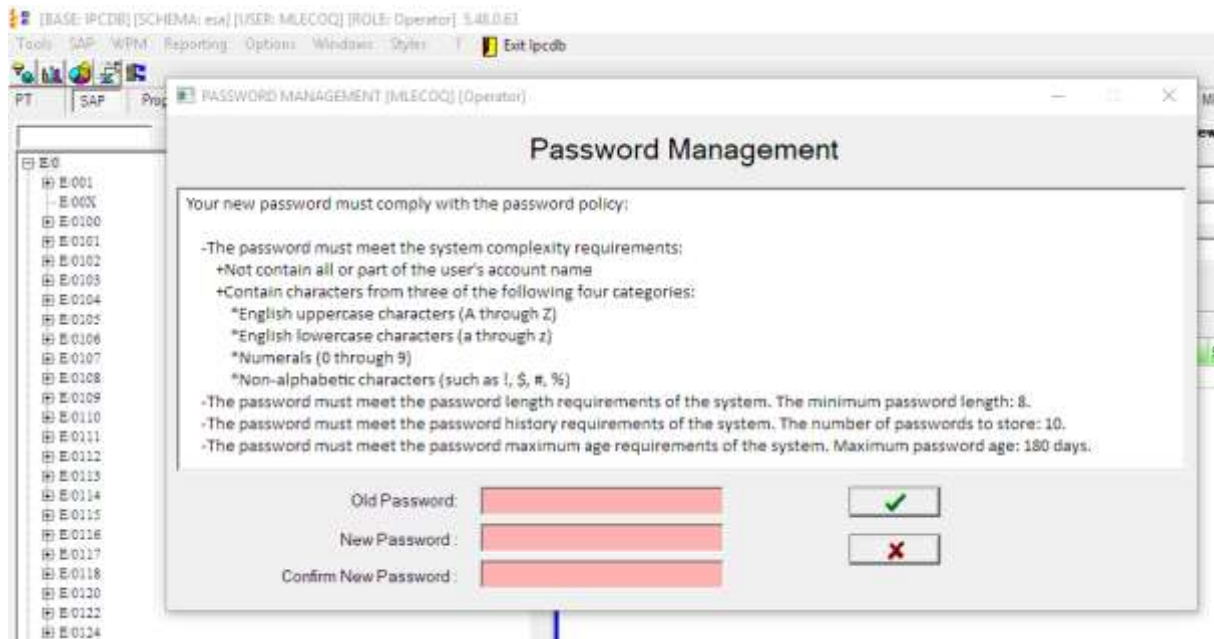 [BASE: IPCDB] [SCHEMA: esa] [USER: MLECOQ] [ROLE: Operator] 5.48.0.63
Tools SAP WPM Reporting Options Windows Styles ? Exit Ipcdb
PT SAP Prop
PASSWORD MANAGEMENT [MLECOQ] [Operator]
Password Management
Your new password must comply with the password policy:
-The password must meet the system complexity requirements:
+Not contain all or part of the user's account name
+Contain characters from three of the following four categories:
*English uppercase characters (A through Z)
*English lowercase characters (a through z)
*Numerals (0 through 9)
*Non-alphabetic characters (such as !, $, #, %)
-The password must meet the password length requirements of the system. The minimum password length: 8.
-The password must meet the password history requirements of the system. The number of passwords to store: 10.
-The password must meet the password maximum age requirements of the system. Maximum password age: 180 days.
Old Password:
New Password :
Confirm New Password :
E:0
E:001
E:00X
E:0100
E:0101
E:0102
E:0103
E:0104
E:0105
E:0106
E:0107
E:0108
E:0109
E:0110
E:0111
E:0112
E:0113
E:0114
E:0115
E:0116
E:0117
E:0118
E:0120
E:0122
E:0124